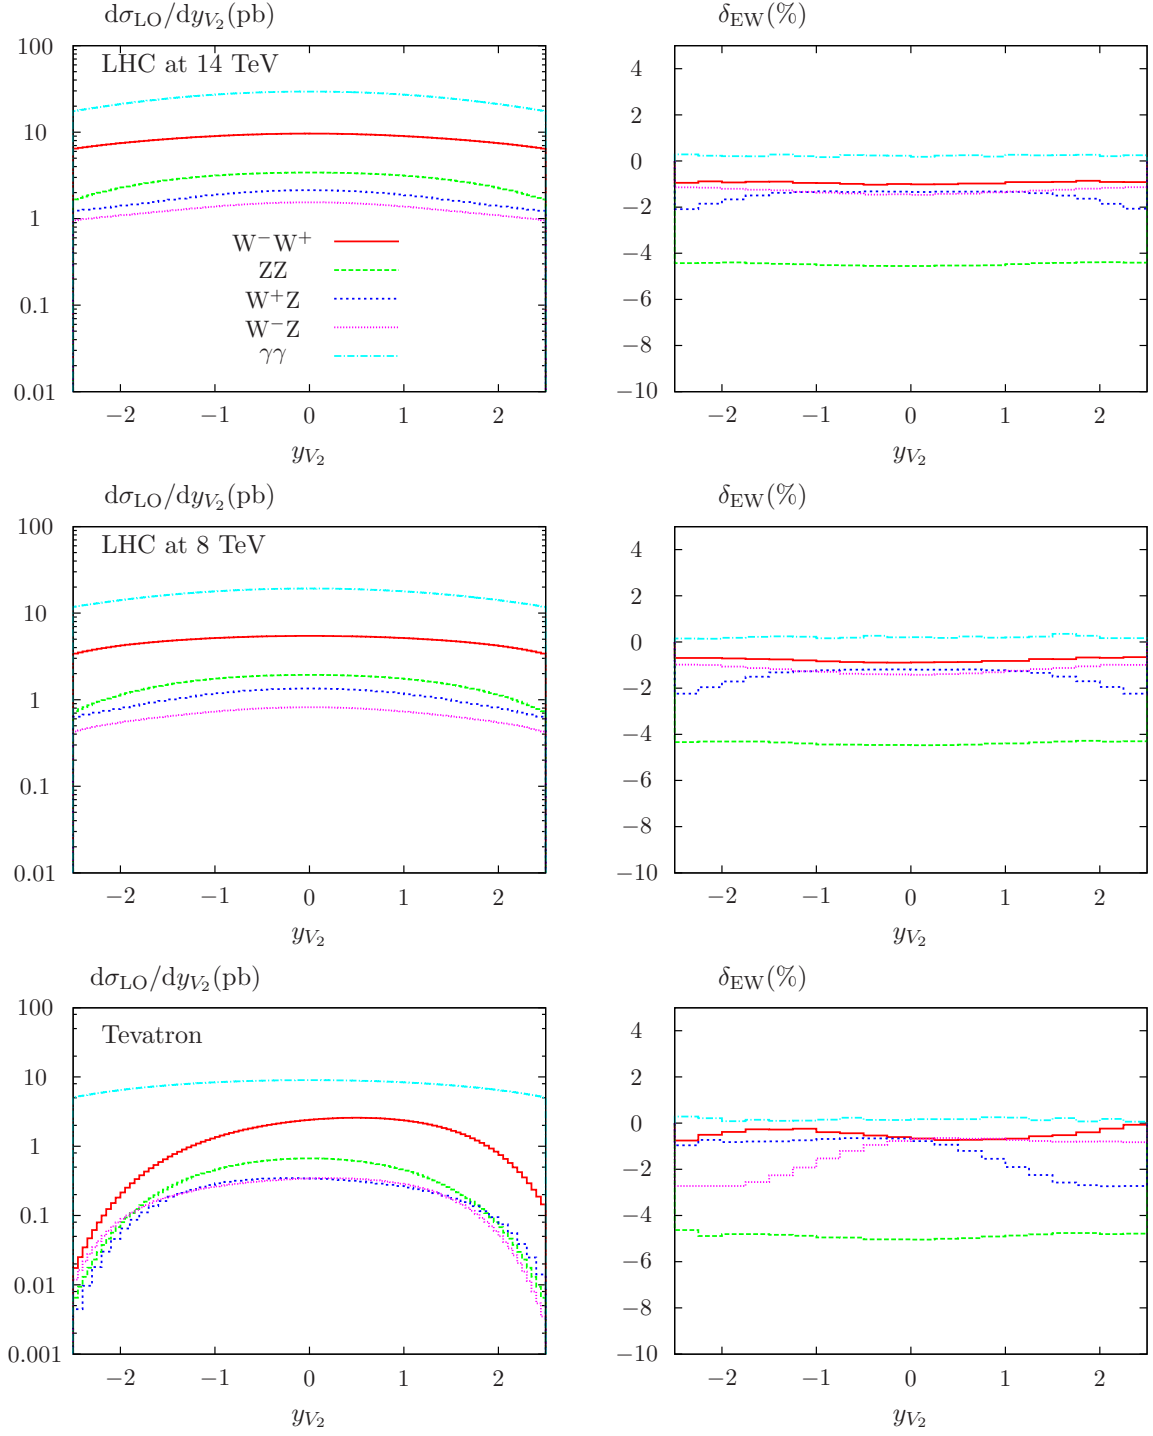 dσLO/dyV2(pb)
100
10
1
0.1
0.01
LHC at 14 TeV
W−W+
ZZ
W+Z
W−Z
γγ
−2 −1 0 1 2
yV2
δEW(%)
4
2
0
−2
−4
−6
−8
−10
−2 −1 0 1 2
yV2
dσLO/dyV2(pb)
100
10
1
0.1
0.01
LHC at 8 TeV
−2 −1 0 1 2
yV2
δEW(%)
4
2
0
−2
−4
−6
−8
−10
−2 −1 0 1 2
yV2
dσLO/dyV2(pb)
100
10
1
0.1
0.01
0.001
Tevatron
−2 −1 0 1 2
yV2
δEW(%)
4
2
0
−2
−4
−6
−8
−10
−2 −1 0 1 2
yV2